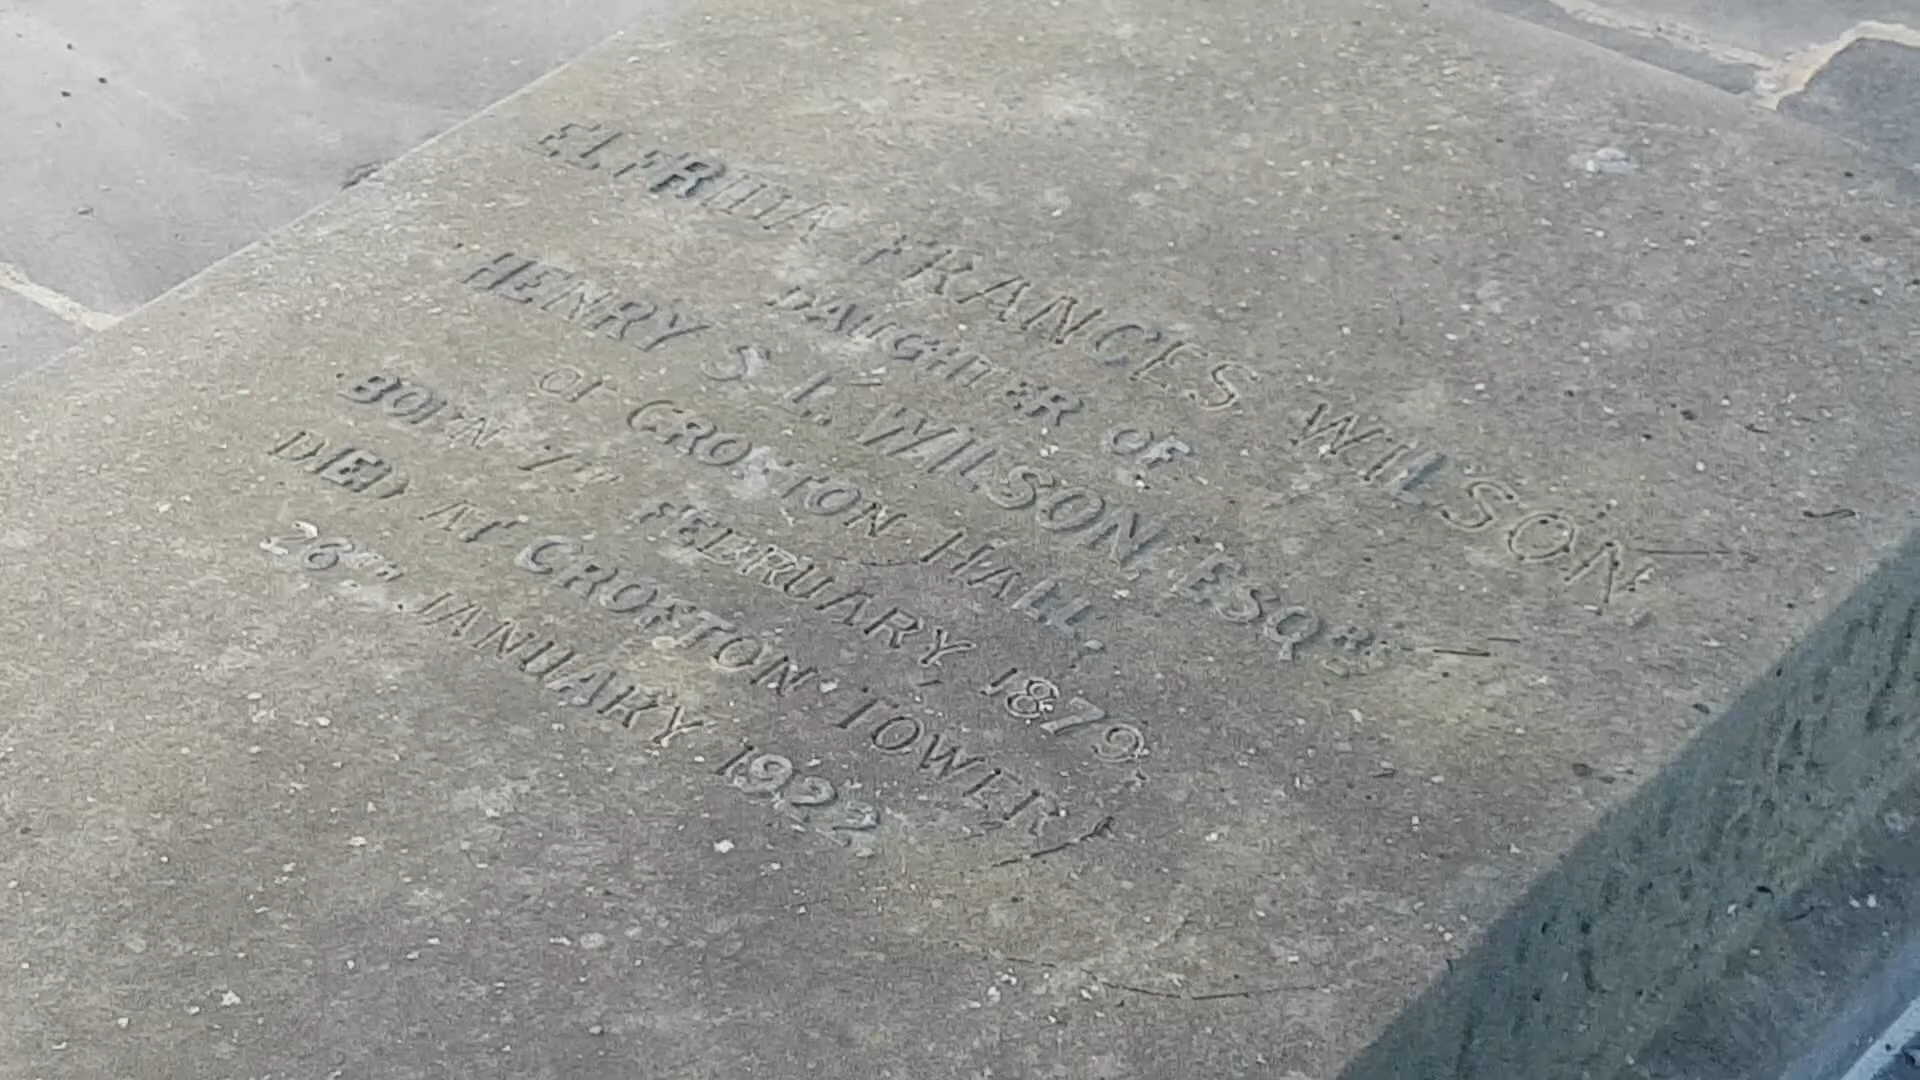 ELFRIDA FRANCES WILSON,
DAUGHTER OF
HENRY S. L. WILSON, ESQRE
OF CROFTON HALL,
BORN 7TH FEBRUARY, 1879,
DIED AT CROFTON TOWER,
26TH JANUARY 1922